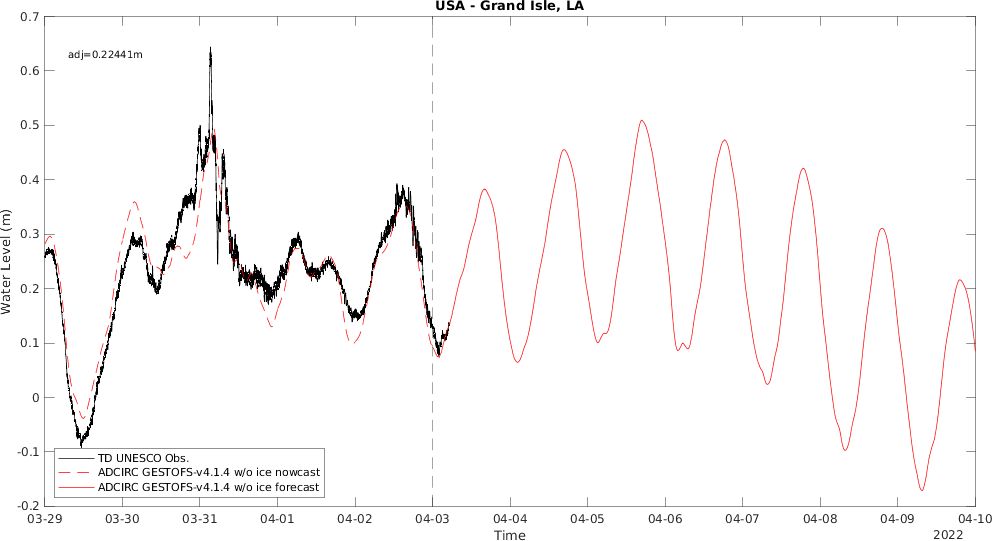 USA - Grand Isle, LA
adj=0.22441m
Water Level (m)
0.7
0.6
0.5
0.4
0.3
0.2
0.1
0
-0.1
-0.2
TD UNESCO Obs.
ADCIRC GESTOFS-v4.1.4 w/o ice nowcast
ADCIRC GESTOFS-v4.1.4 w/o ice forecast
03-29 03-30 03-31 04-01 04-02 04-03 04-04 04-05 04-06 04-07 04-08 04-09 04-10
Time
2022